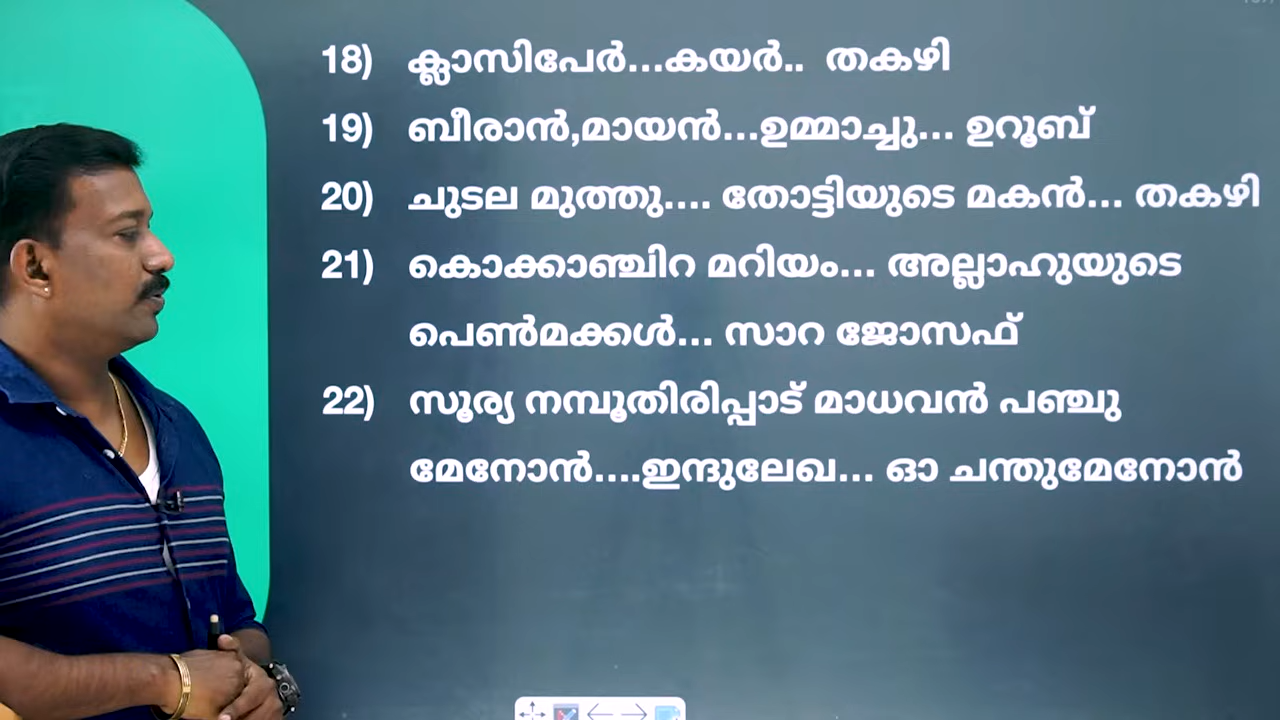 18) ക്ലാസിപേർ...കയർ.. തകഴി
19) ബീരാൻ,മായൻ...ഉമ്മാച്ചു... ഉറൂബ്
20) ചുടല മുത്തു.... തോട്ടിയുടെ മകൻ... തകഴി
21) കൊക്കാഞ്ചിറ മറിയം... അല്ലാഹുയുടെ
പെൺമക്കൾ... സാറ ജോസഫ്
22) സൂര്യ നമ്പൂതിരിപ്പാട് മാധവൻ പഞ്ചു
മേനോൻ....ഇന്ദുലേഖ... ഓ ചന്തുമേനോൻ